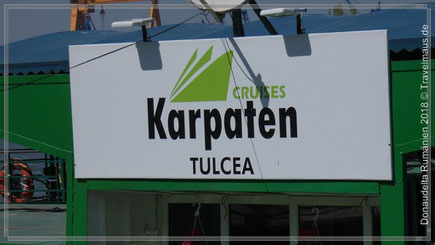 CRUISES
Karpaten
TULCEA
Donaudelta Rumänien 2018 © Travelmaus.de